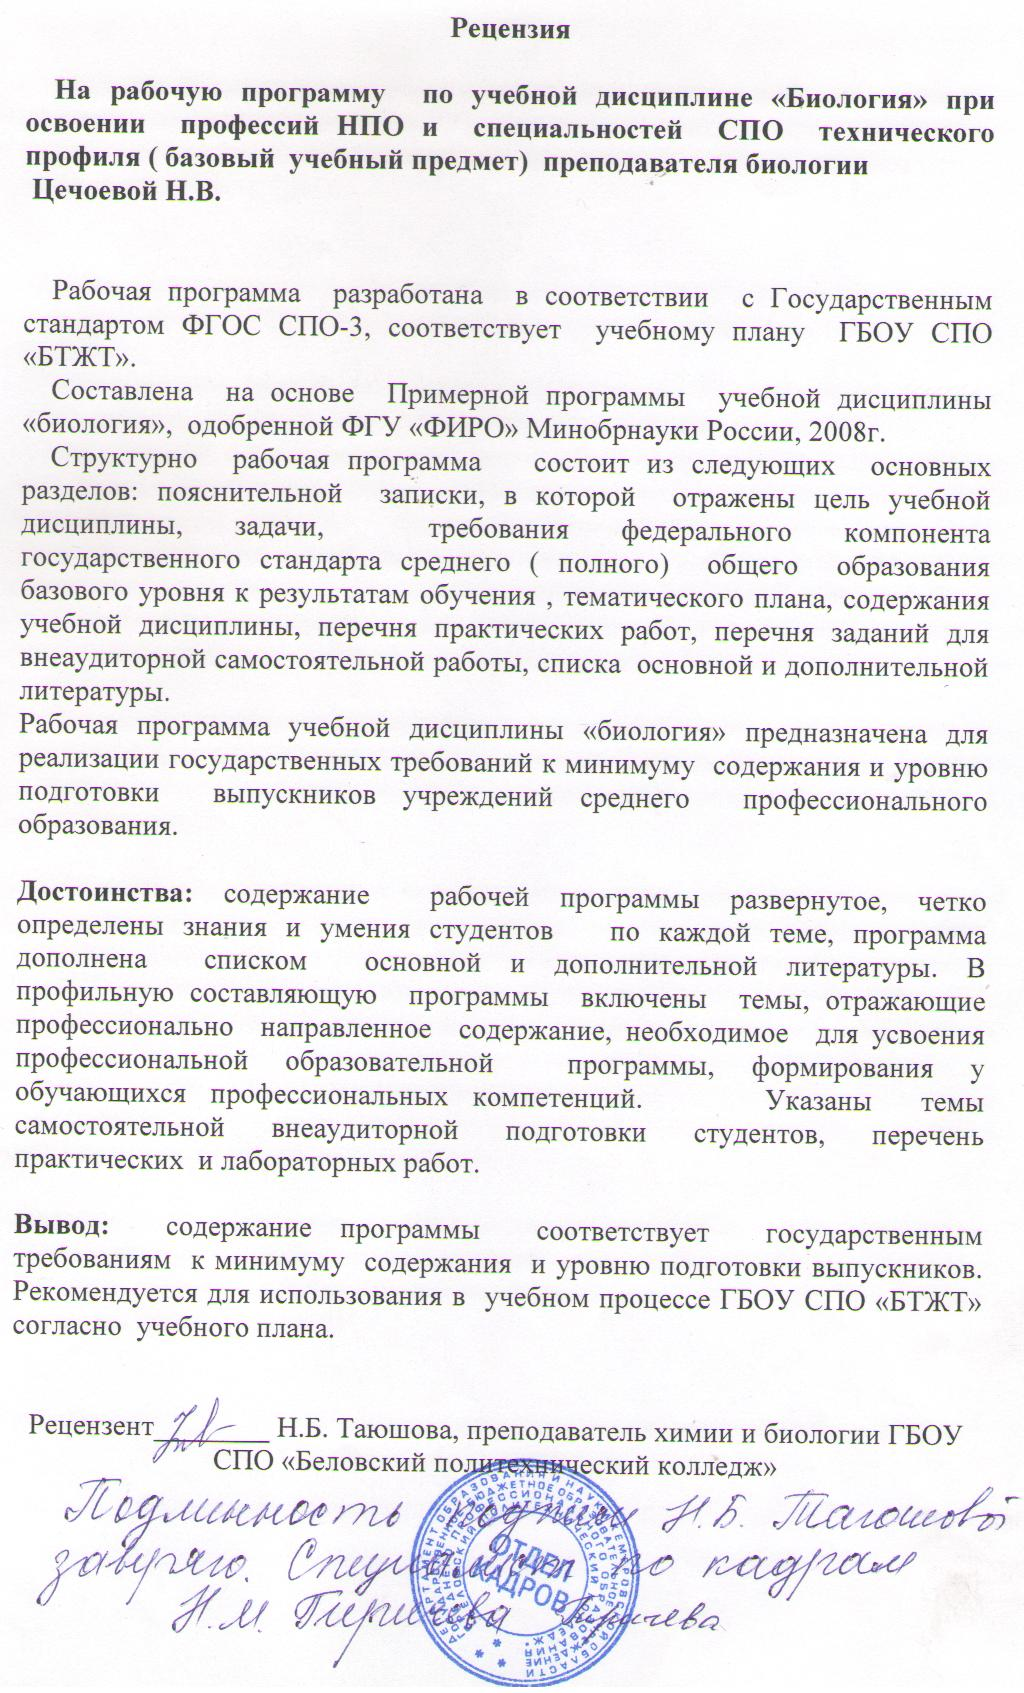 Рецензия
На рабочую программу по учебной дисциплине «Биология» при
освоении профессий НПО и специальностей СПО технического
профиля ( базовый учебный предмет) преподавателя биологии
Цечоевой Н.В.
Рабочая программа разработана в соответствии с Государственным
стандартом ФГОС СПО-3, соответствует учебному плану ГБОУ СПО
«БТЖТ».
Составлена на основе Примерной программы учебной дисциплины
«биология», одобренной ФГУ «ФИРО» Минобрнауки России, 2008г.
Структурно рабочая программа состоит из следующих основных
разделов: пояснительной записки, в которой отражены цель учебной
дисциплины, задачи, требования федерального компонента
государственного стандарта среднего ( полного) общего образования
базового уровня к результатам обучения , тематического плана, содержания
учебной дисциплины, перечня практических работ, перечня заданий для
внеаудиторной самостоятельной работы, списка основной и дополнительной
литературы.
Рабочая программа учебной дисциплины «биология» предназначена для
реализации государственных требований к минимуму содержания и уровню
подготовки выпускников учреждений среднего профессионального
образования.
Достоинства: содержание рабочей программы развернутое, четко
определены знания и умения студентов по каждой теме, программа
дополнена списком основной и дополнительной литературы. В
профильную составляющую программы включены темы, отражающие
профессионально направленное содержание, необходимое для усвоения
профессиональной образовательной программы, формирования у
обучающихся профессиональных компетенций. Указаны темы
самостоятельной внеаудиторной подготовки студентов, перечень
практических и лабораторных работ.
Вывод: содержание программы соответствует государственным
требованиям к минимуму содержания и уровню подготовки выпускников.
Рекомендуется для использования в учебном процессе ГБОУ СПО «БТЖТ»
согласно учебного плана.
Рецензент________ Н.Б. Таюшова, преподаватель химии и биологии ГБОУ
СПО «Беловский политехнический колледж»
Подлинность подписи Н.Б. Таюшовой
заверяю. Специалист по кадрам
Н.М.
ОТДЕЛ
КАДРОВ